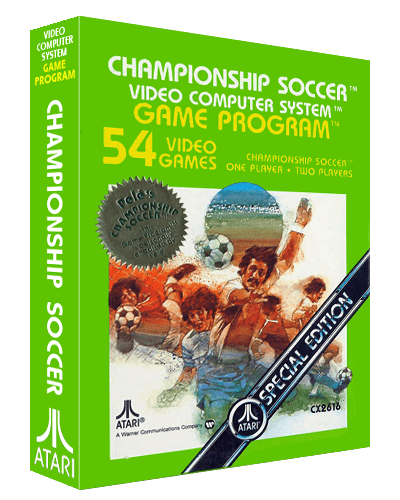 VIDEO
COMPUTER
SYSTEM
GAME
PROGRAM
CHAMPIONSHIP SOCCER
ATARI
CHAMPIONSHIP SOCCER™
VIDEO COMPUTER SYSTEM™
GAME PROGRAM™
54 VIDEO
GAMES
CHAMPIONSHIP SOCCER™
ONE PLAYER • TWO PLAYERS
Pelé's
CHAMPIONSHIP
SOCCER
SPECIAL EDITION
ATARI
CX2616
ATARI®
A Warner Communications Company